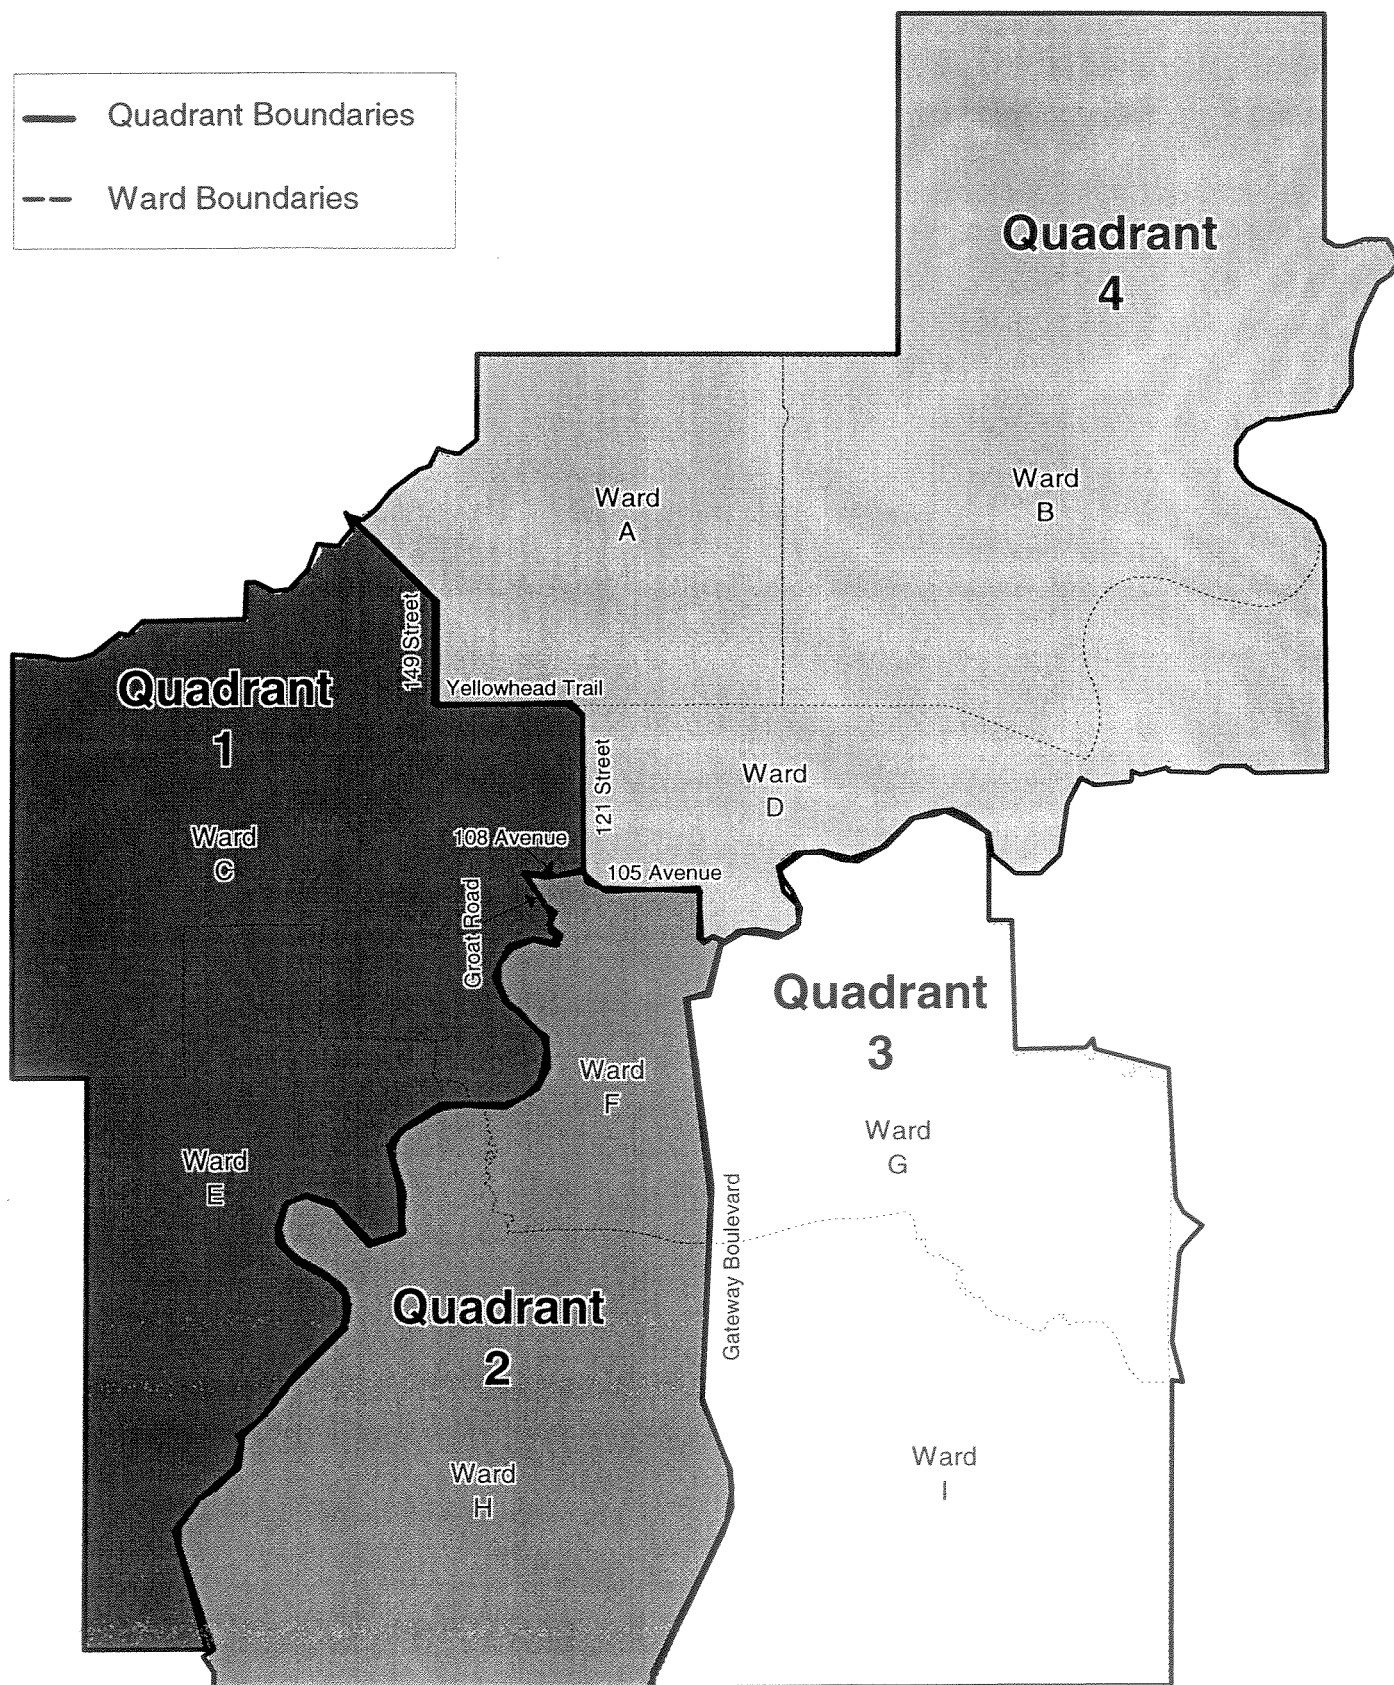 Quadrant Boundaries
Ward Boundaries
Quadrant
4
Ward
A
Ward
B
149 Street
Yellowhead Trail
Quadrant
1
121 Street
Ward
D
Ward
C
108 Avenue
105 Avenue
Groat Road
Quadrant
3
Ward
F
Ward
G
Ward
E
Gateway Boulevard
Quadrant
2
Ward
H
Ward
I